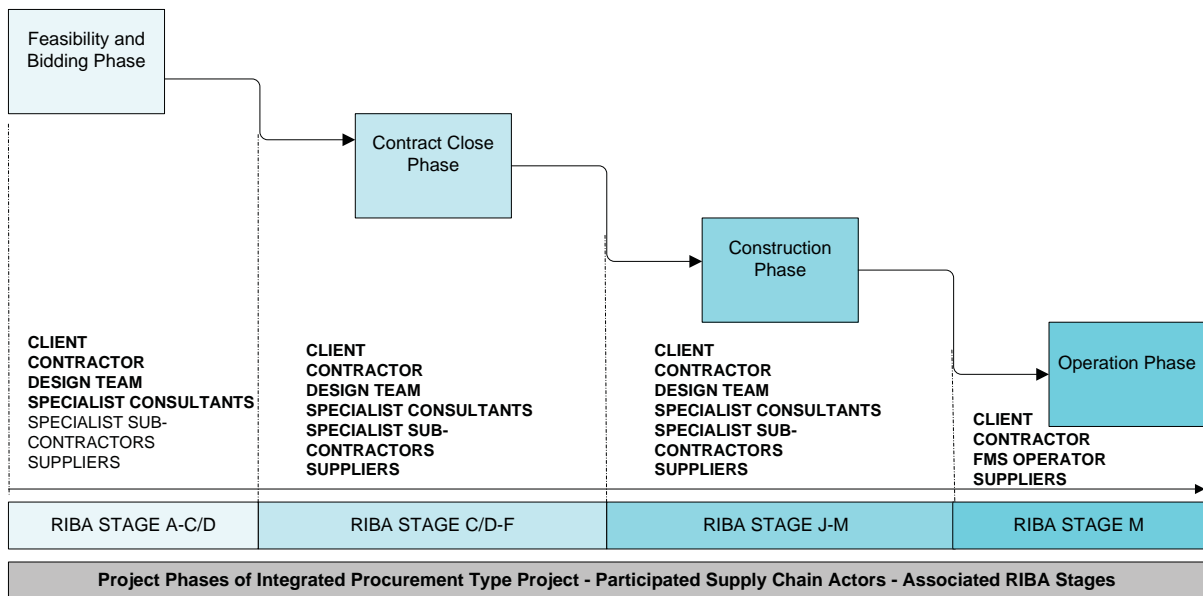 Feasibility and
Bidding Phase
Contract Close
Phase
Construction
Phase
Operation Phase
CLIENT
CONTRACTOR
DESIGN TEAM
SPECIALIST CONSULTANTS
SPECIALIST SUB-
CONTRACTORS
SUPPLIERS
CLIENT
CONTRACTOR
DESIGN TEAM
SPECIALIST CONSULTANTS
SPECIALIST SUB-
CONTRACTORS
SUPPLIERS
CLIENT
CONTRACTOR
DESIGN TEAM
SPECIALIST CONSULTANTS
SPECIALIST SUB-
CONTRACTORS
SUPPLIERS
CLIENT
CONTRACTOR
FMS OPERATOR
SUPPLIERS
RIBA STAGE A-C/D
RIBA STAGE C/D-F
RIBA STAGE J-M
RIBA STAGE M
Project Phases of Integrated Procurement Type Project - Participated Supply Chain Actors - Associated RIBA Stages